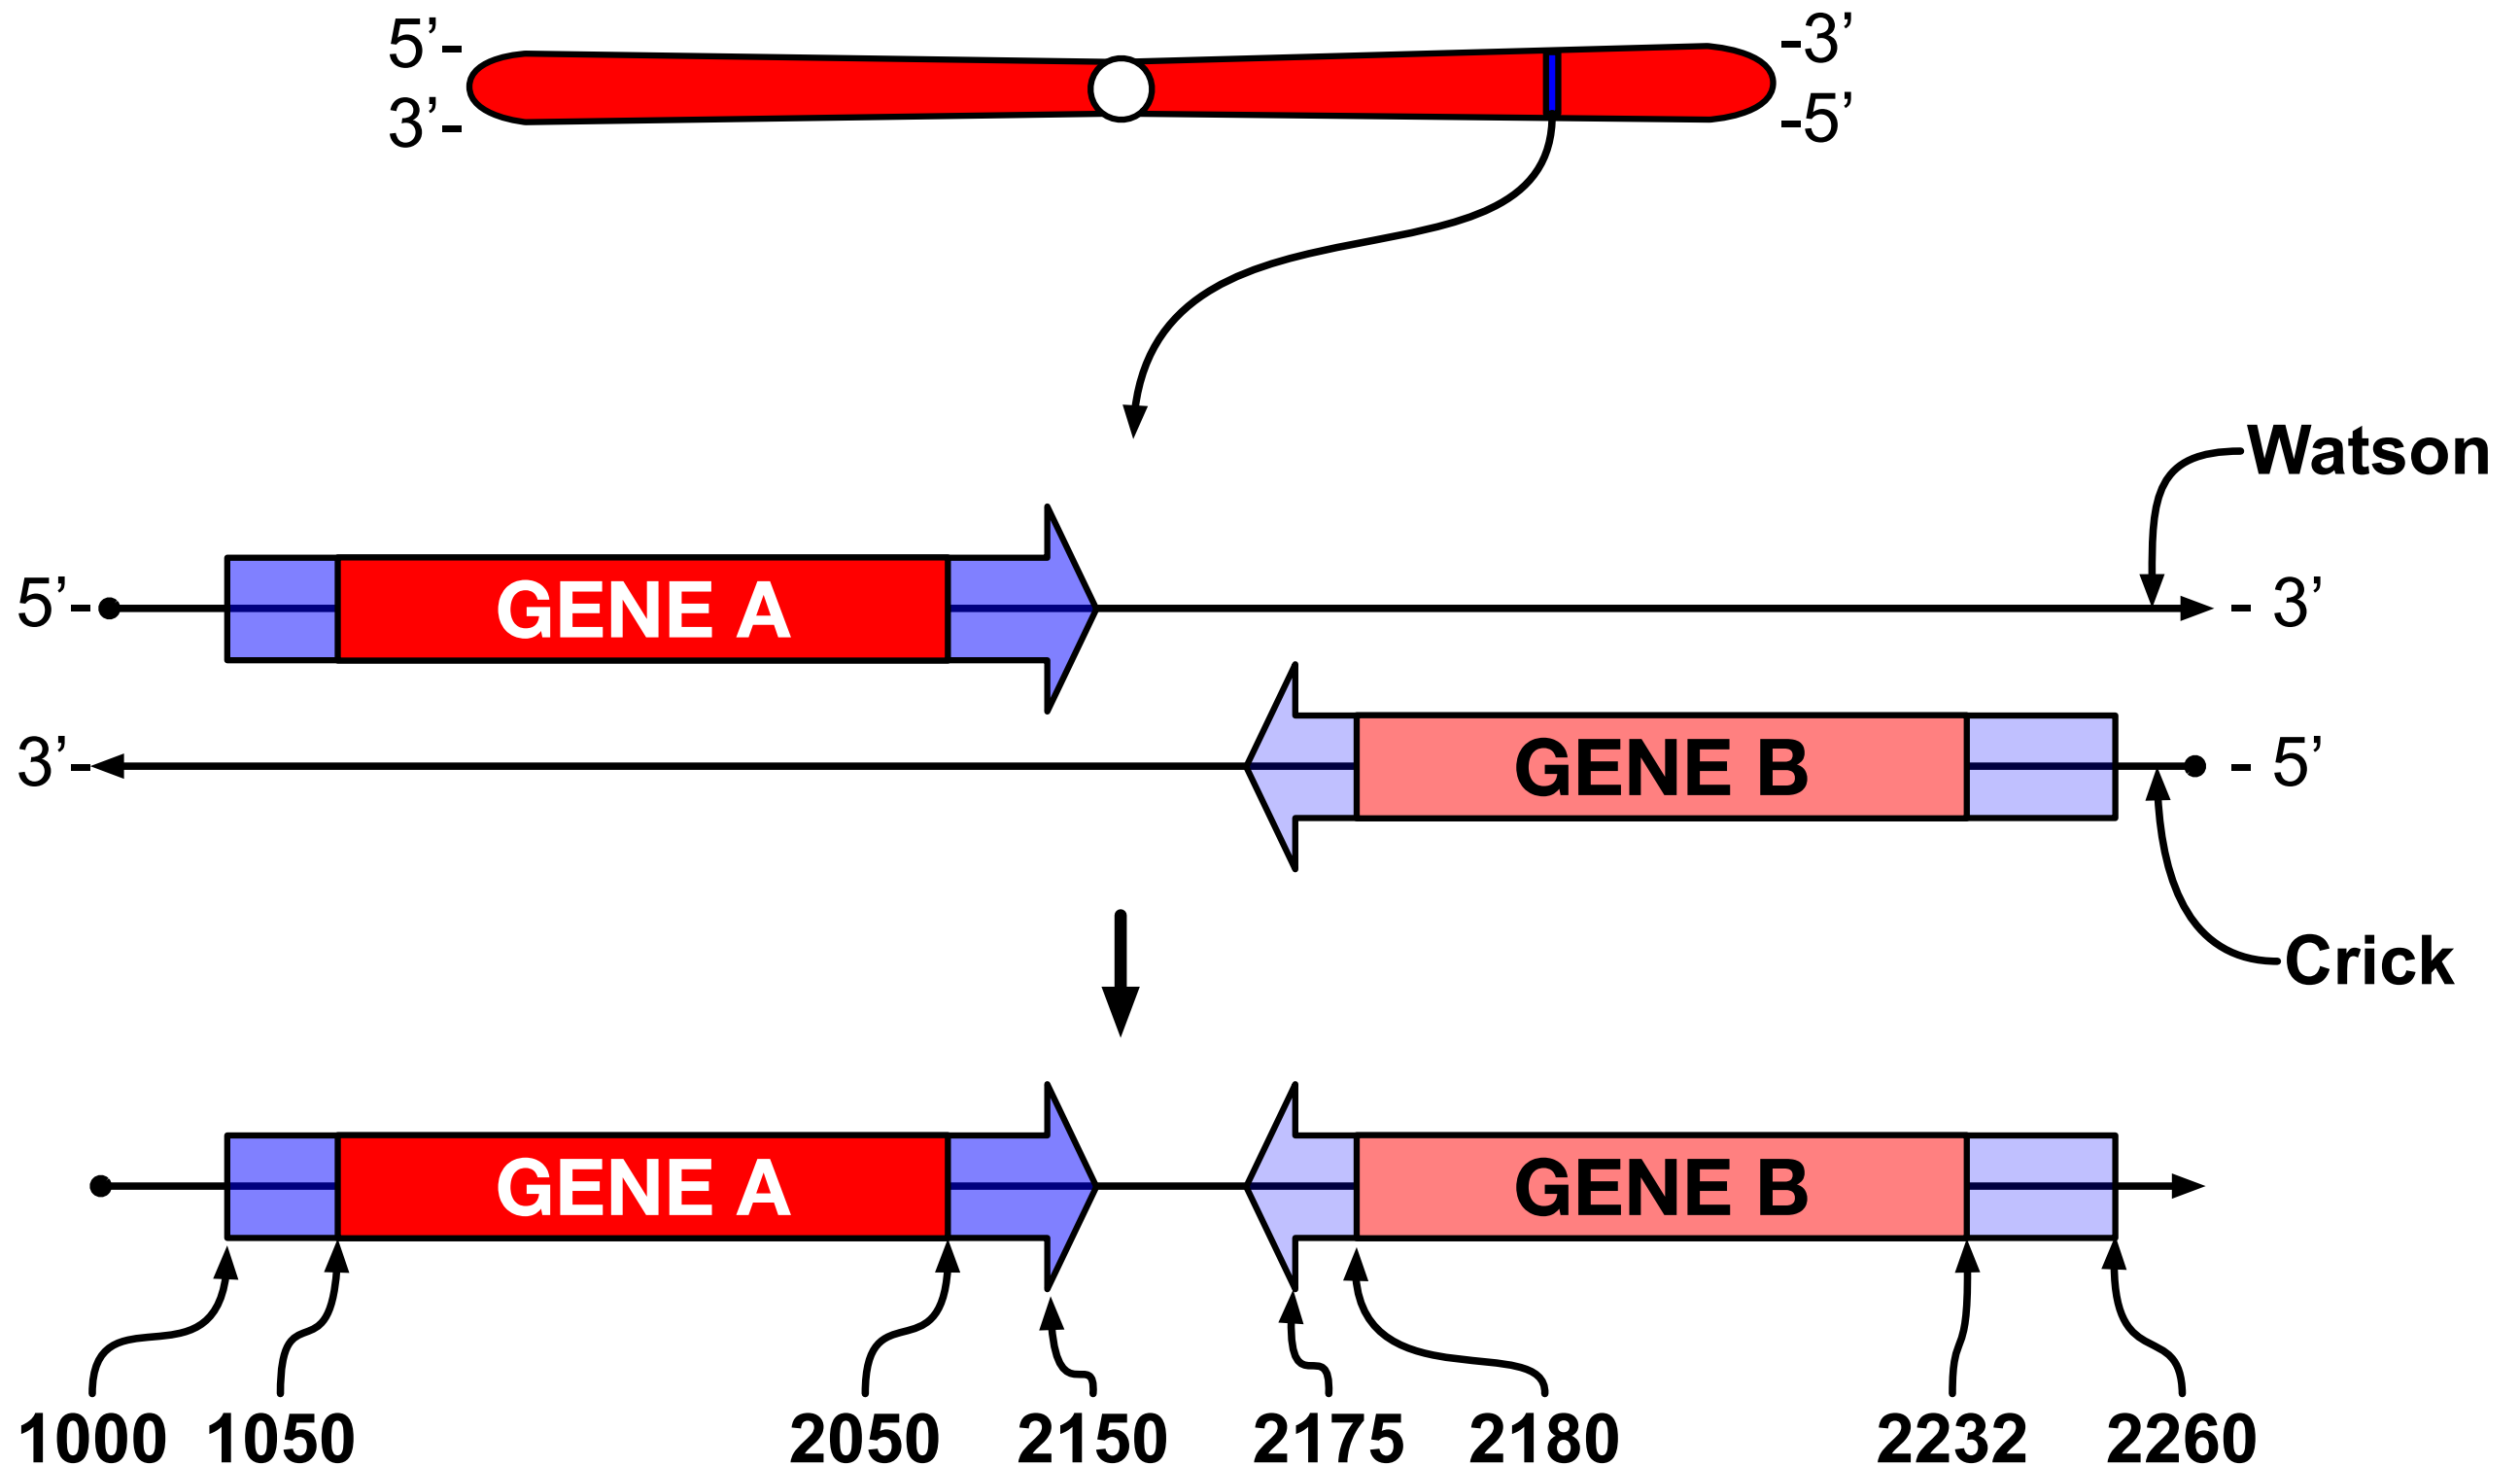 5’- -3’
3’- -5’
Watson
5’- GENE A - 3’
3’- GENE B - 5’
Crick
GENE A GENE B
1000 1050 2050 2150 2175 2180 2232 2260